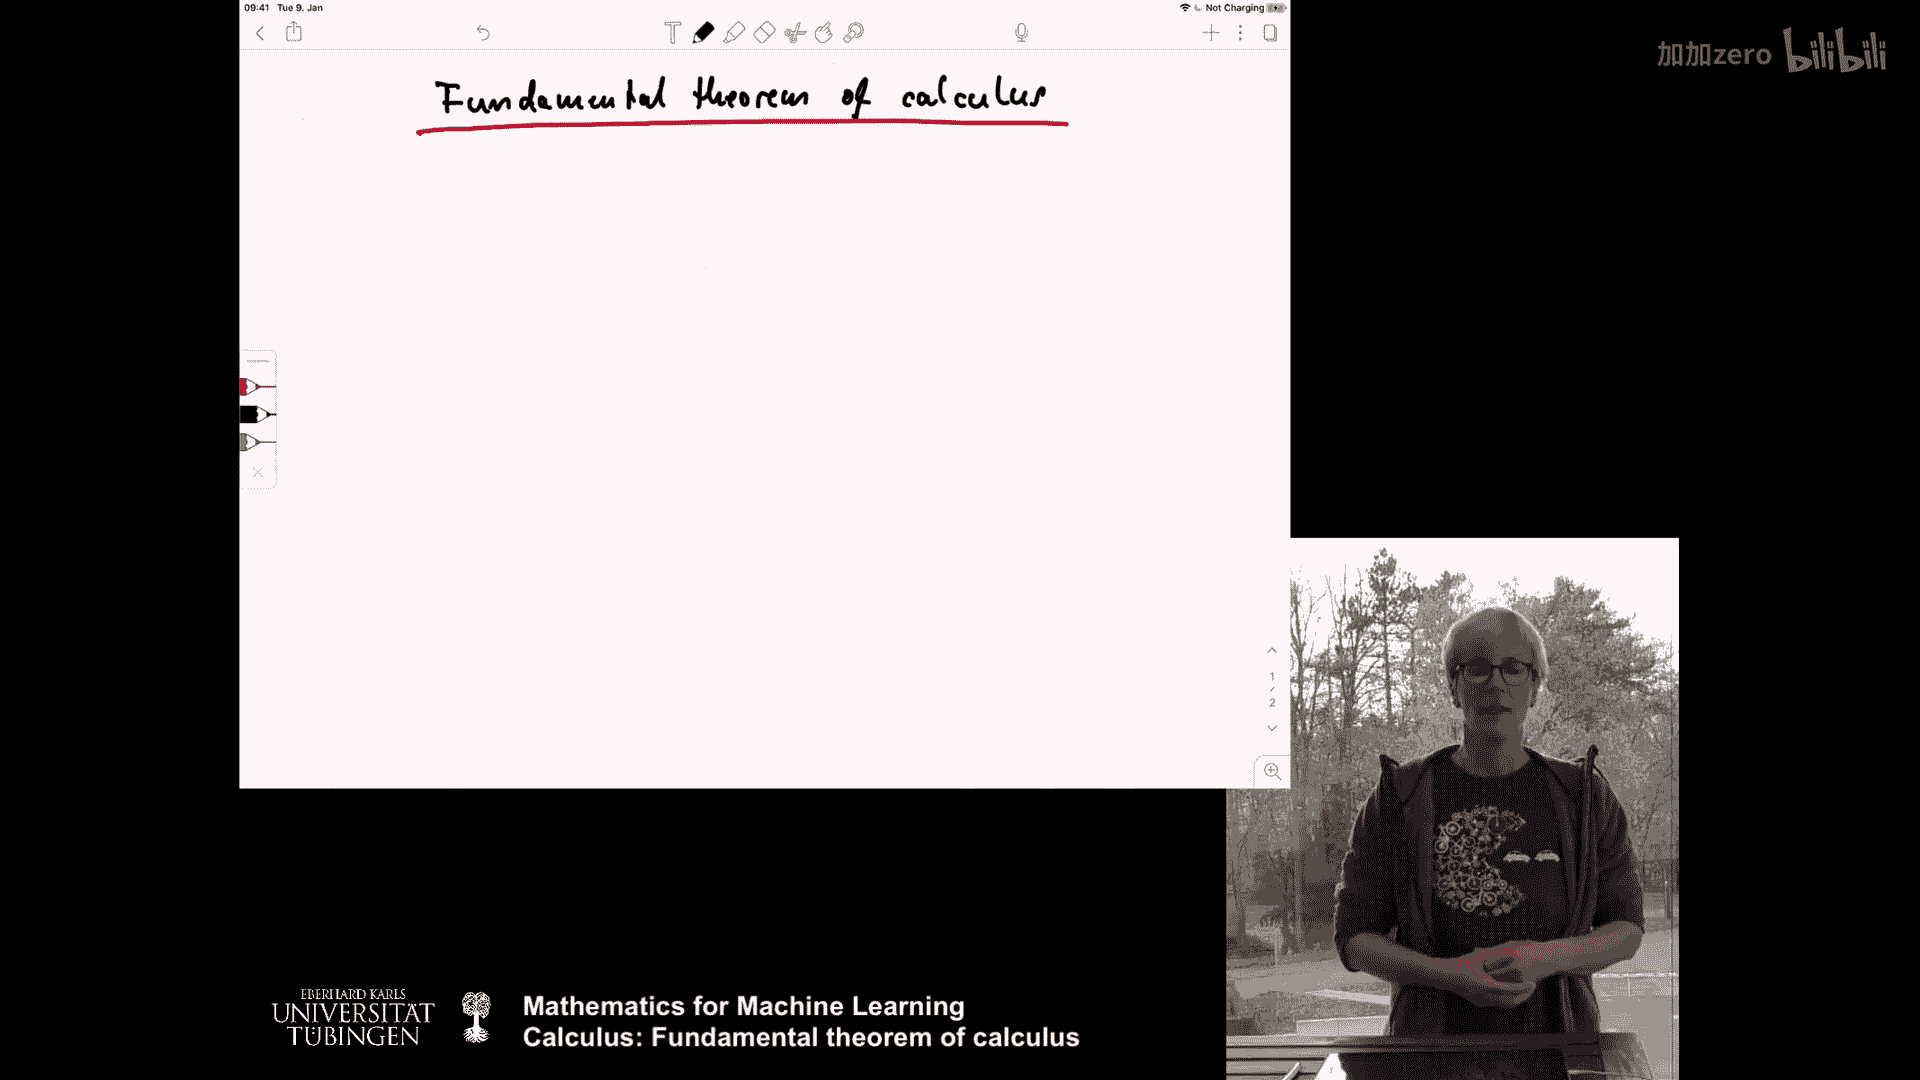 09:41 Tue 9. Jan
Not Charging
加加zero bilibili
T
Fundamental theorem of calculus
1
/
2
EBERHARD KARLS
UNIVERSITÄT
TÜBINGEN
Mathematics for Machine Learning
Calculus: Fundamental theorem of calculus